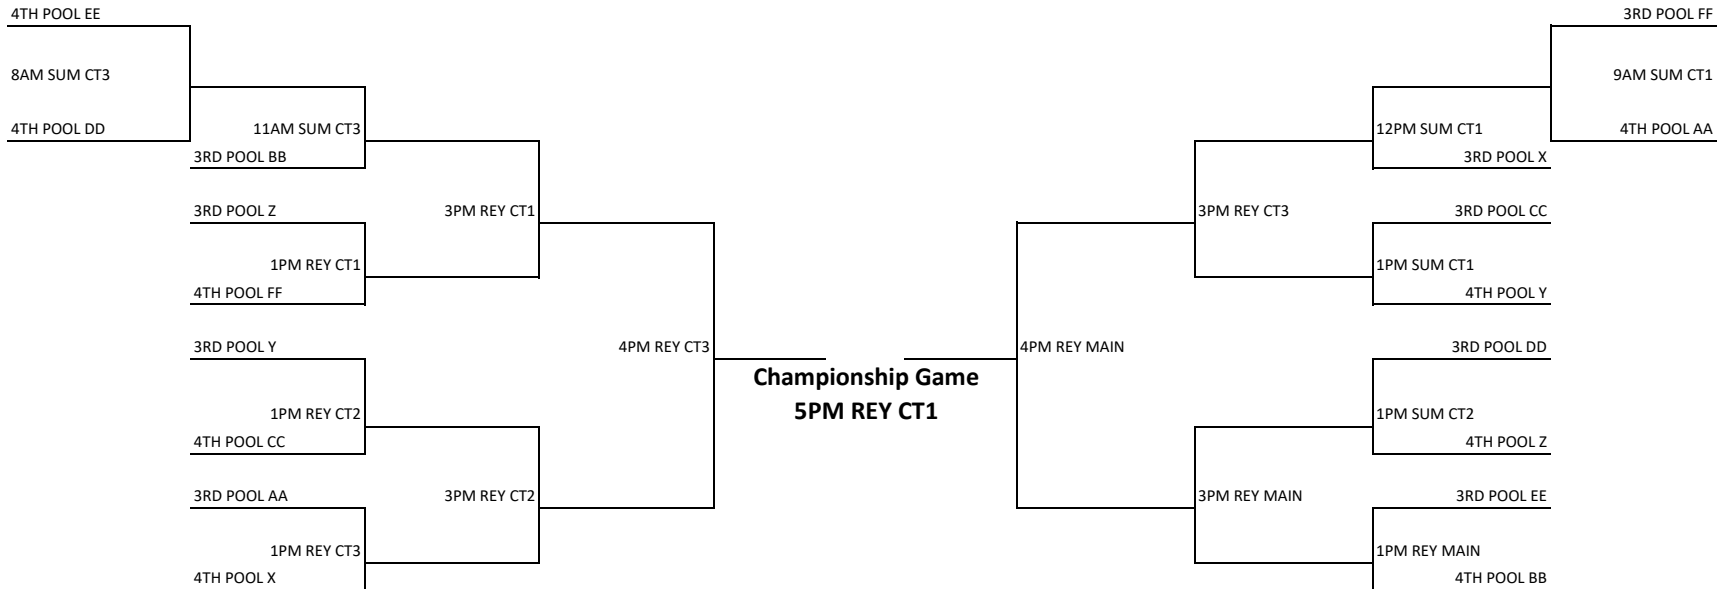 4TH POOL EE
8AM SUM CT3
4TH POOL DD
11AM SUM CT3
3RD POOL BB
3RD POOL Z
3PM REY CT1
1PM REY CT1
4TH POOL FF
3RD POOL Y
4PM REY CT3
1PM REY CT2
4TH POOL CC
3RD POOL AA
3PM REY CT2
1PM REY CT3
4TH POOL X
Championship Game
5PM REY CT1
3RD POOL FF
9AM SUM CT1
4TH POOL AA
12PM SUM CT1
3RD POOL X
3PM REY CT3
3RD POOL CC
1PM SUM CT1
4TH POOL Y
4PM REY MAIN
3RD POOL DD
1PM SUM CT2
4TH POOL Z
3PM REY MAIN
3RD POOL EE
1PM REY MAIN
4TH POOL BB